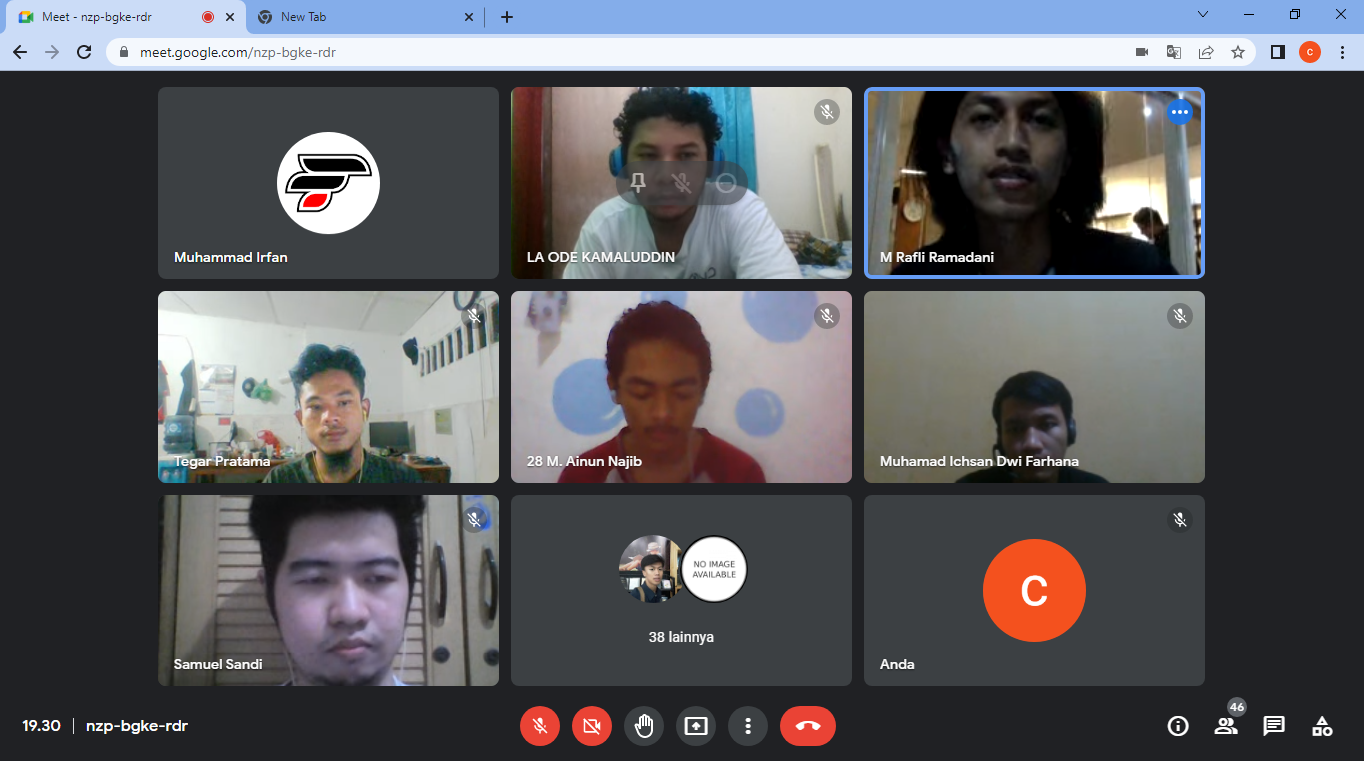 Meet - nzp-bgke-rdr
New Tab
meet.google.com/nzp-bgke-rdr
C
Muhammad Irfan
LA ODE KAMALUDDIN
M Rafli Ramadani
Tegar Pratama
28 M. Ainun Najib
Muhamad Ichsan Dwi Farhana
Samuel Sandi
NO IMAGE
AVAILABLE
38 lainnya
C
Anda
19.30 | nzp-bgke-rdr
46